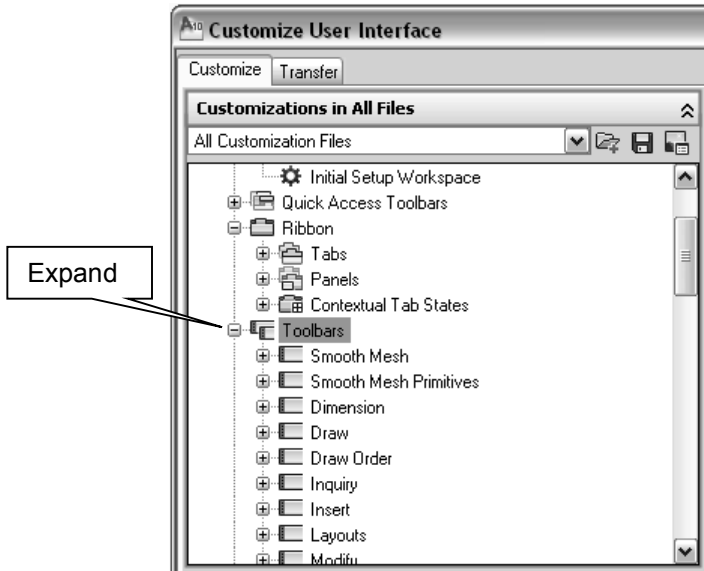 A10 Customize User Interface
Customize Transfer
Customizations in All Files
All Customization Files
Initial Setup Workspace
Quick Access Toolbars
Ribbon
Tabs
Panels
Contextual Tab States
Expand
Toolbars
Smooth Mesh
Smooth Mesh Primitives
Dimension
Draw
Draw Order
Inquiry
Insert
Layouts
Modify